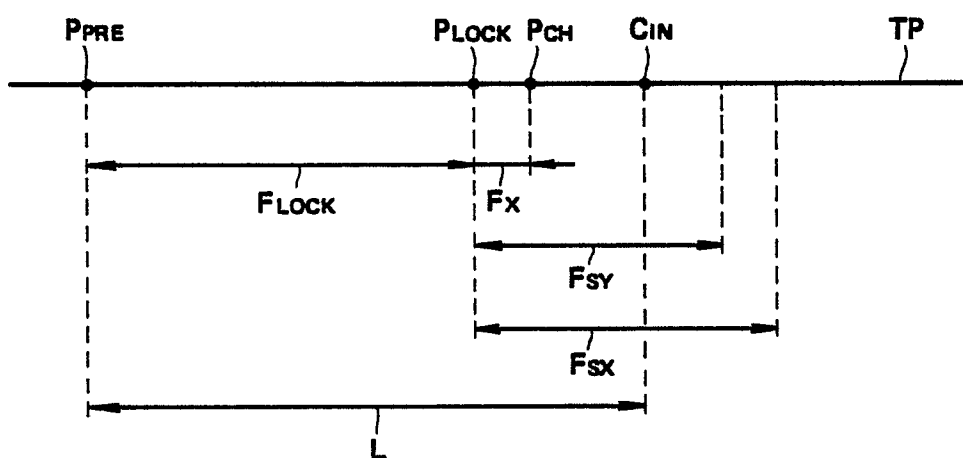 PPRE PLOCK PCH CIN TP
FLOCK FX
FSY
FSX
L